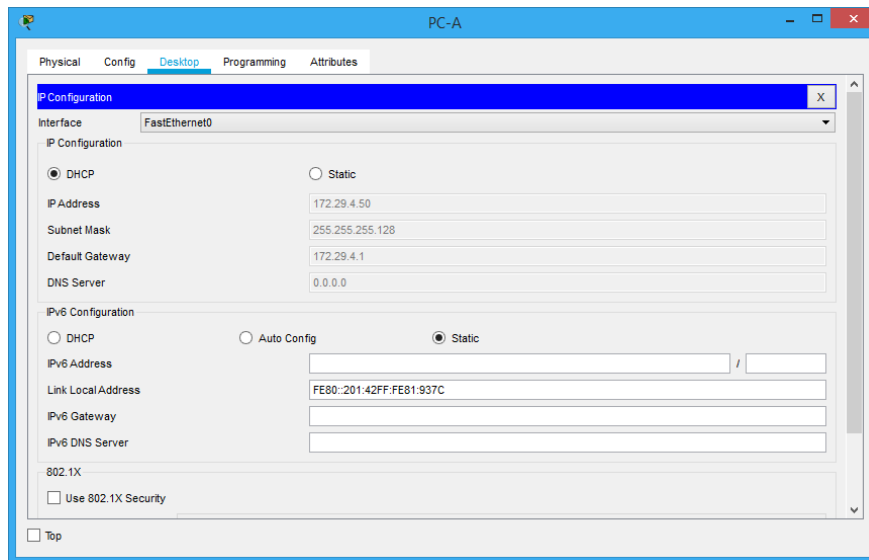 PC-A
Physical Config Desktop Programming Attributes
IP Configuration X
Interface FastEthernet0
IP Configuration
DHCP Static
IP Address 172.29.4.50
Subnet Mask 255.255.255.128
Default Gateway 172.29.4.1
DNS Server 0.0.0.0
IPv6 Configuration
DHCP Auto Config Static
IPv6 Address /
Link Local Address FE80::201:42FF:FE81:937C
IPv6 Gateway
IPv6 DNS Server
802.1X
Use 802.1X Security
Top